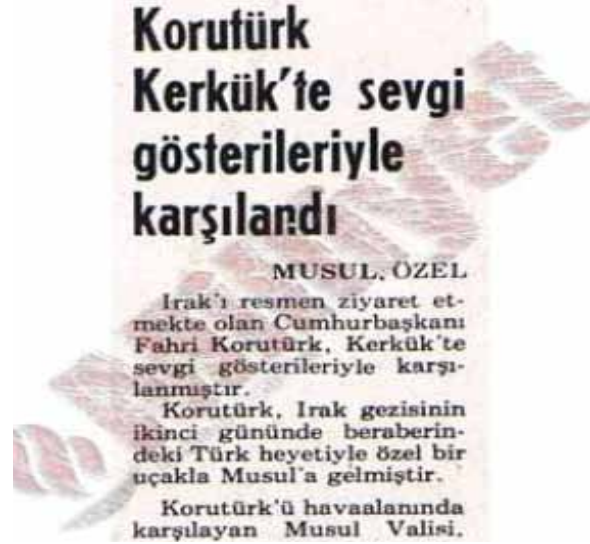 Korutürk
Kerkük'te sevgi
gösterileriyle
karşılandı
MUSUL, ÖZEL
Irak'ı resmen ziyaret et-
mekte olan Cumhurbaşkanı
Fahri Korutürk, Kerkük'te
sevgi gösterileriyle karşı-
lanmıştır.
Korutürk, Irak gezisinin
ikinci gününde beraberin-
deki Türk heyetiyle özel bir
uçakla Musul'a gelmiştir.
Korutürk'ü havaalanında
karşılayan Musul Valisi,